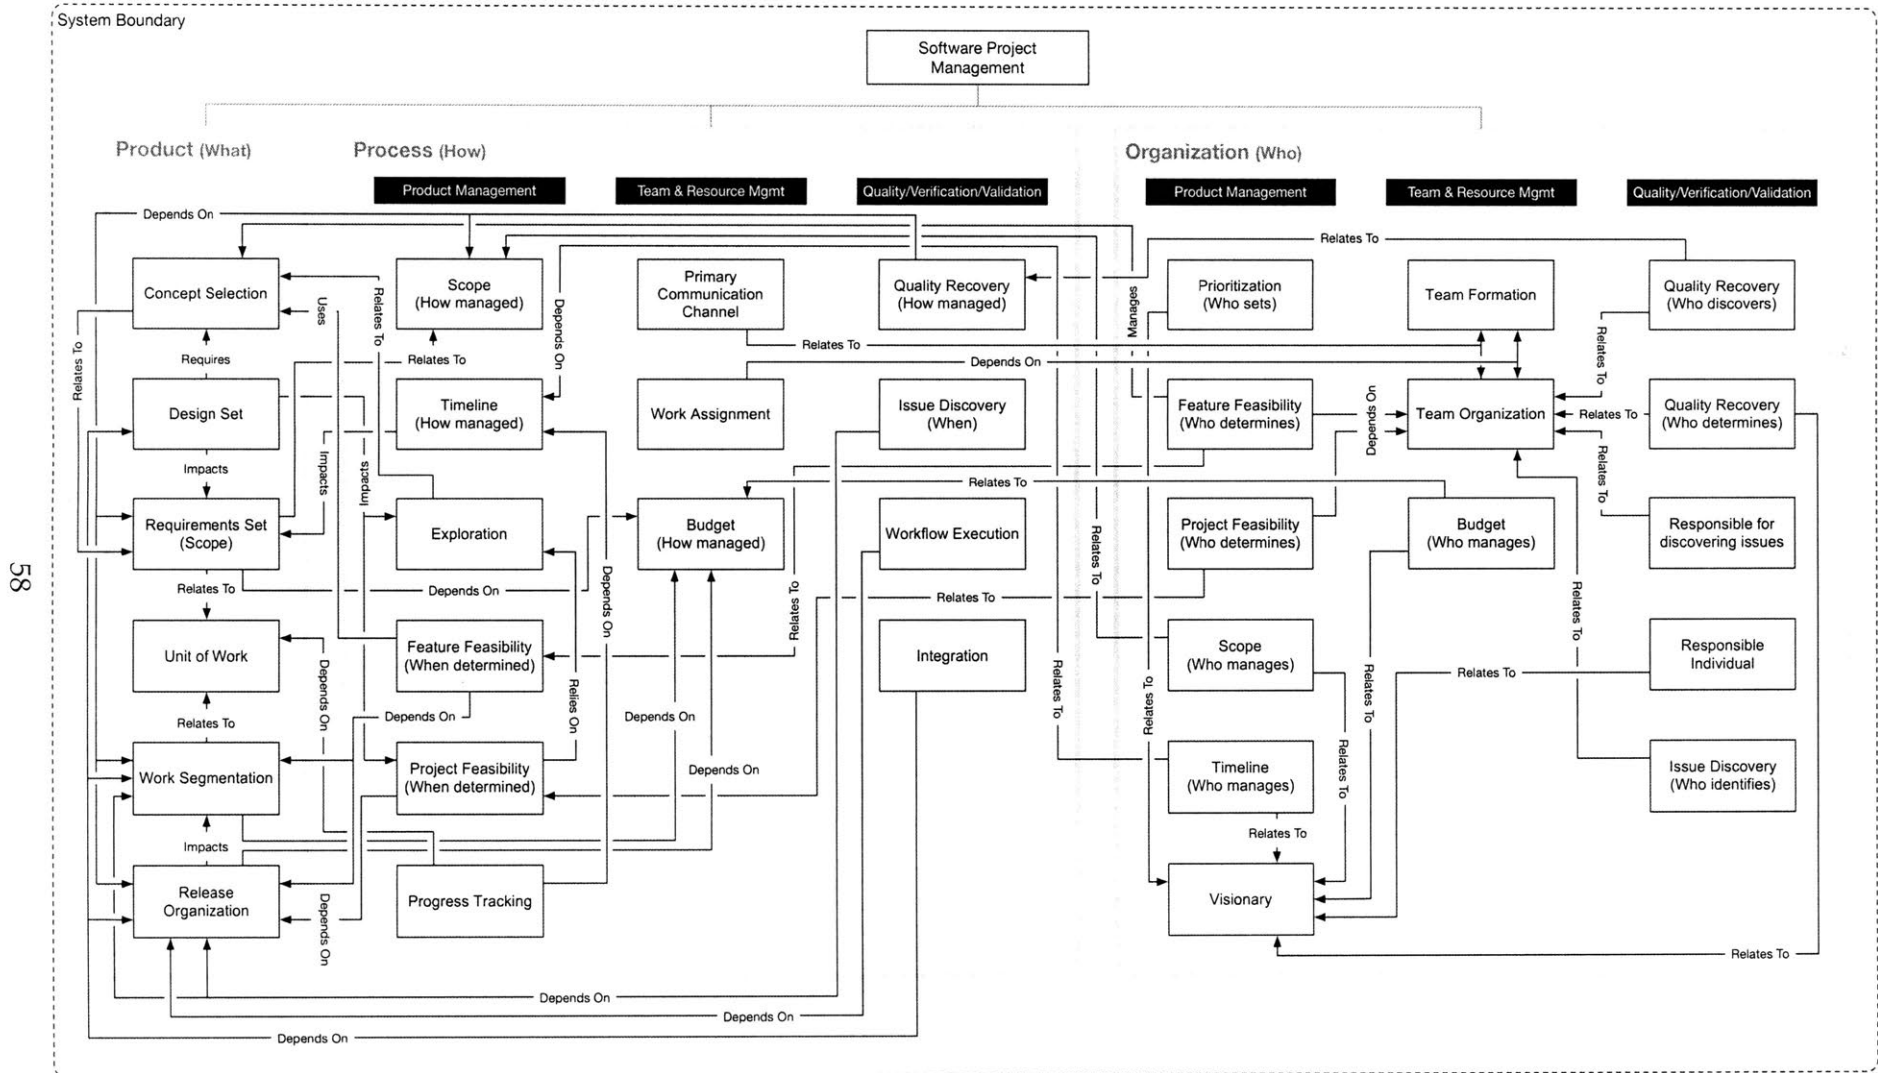 System Boundary
Software Project
Management
Product (What)
Process (How)
Organization (Who)
Product Management
Team & Resource Mgmt
Quality/Verification/Validation
Product Management
Team & Resource Mgmt
Quality/Verification/Validation
Depends On
Relates To
Concept Selection
Uses
Relates To
Scope
(How managed)
Depends On
Primary
Communication
Channel
Quality Recovery
(How managed)
Manages
Prioritization
(Who sets)
Team Formation
Quality Recovery
(Who discovers)
Relates To
Requires
Relates To
Relates To
Depends On
Relates To
Design Set
Timeline
(How managed)
Work Assignment
Issue Discovery
(When)
Feature Feasibility
(Who determines)
Depends On
Team Organization
Relates To
Quality Recovery
(Who determines)
Impacts
Impacts
Impacts
Relates To
Relates To
Requirements Set
(Scope)
Exploration
Budget
(How managed)
Workflow Execution
Relates To
Project Feasibility
(Who determines)
Budget
(Who manages)
Responsible for
discovering issues
Relates To
Depends On
Depends On
Relates To
Relates To
Relates To
Unit of Work
Depends On
Feature Feasibility
(When determined)
Relies On
Integration
Relates To
Relates To
Scope
(Who manages)
Relates To
Relates To
Responsible
Individual
Relates To
Depends On
Depends On
Work Segmentation
Project Feasibility
(When determined)
Depends On
Timeline
(Who manages)
Relates To
Issue Discovery
(Who identifies)
Impacts
Relates To
Release
Organization
Depends On
Progress Tracking
Visionary
Relates To
Depends On
Depends On
Depends On
58